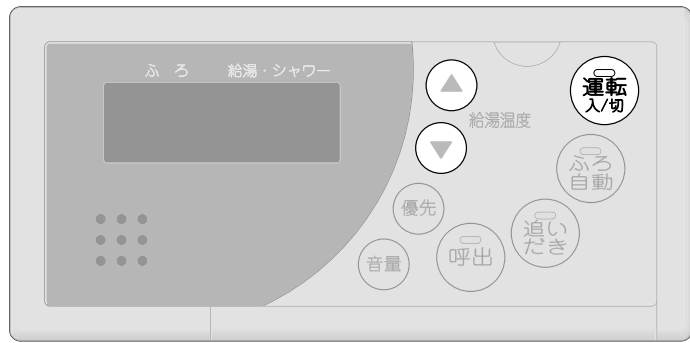 ふろ 給湯・シャワー
運転
入/切
給湯温度
ふろ
自動
優先
追い
だき
呼出
音量